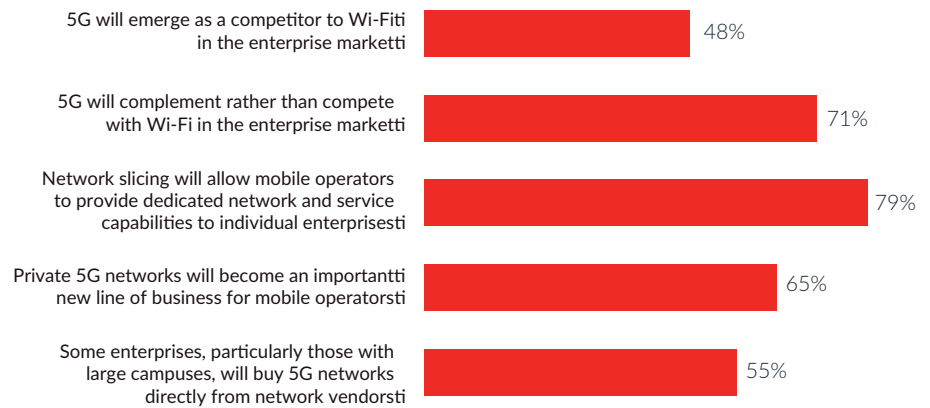 5G will emerge as a competitor to Wi-Fiti
in the enterprise marketti
48%
5G will complement rather than compete
with Wi-Fi in the enterprise marketti
71%
Network slicing will allow mobile operators
to provide dedicated network and service
capabilities to individual enterprisesti
79%
Private 5G networks will become an importantti
new line of business for mobile operatorsti
65%
Some enterprises, particularly those with
large campuses, will buy 5G networks
directly from network vendorsti
55%